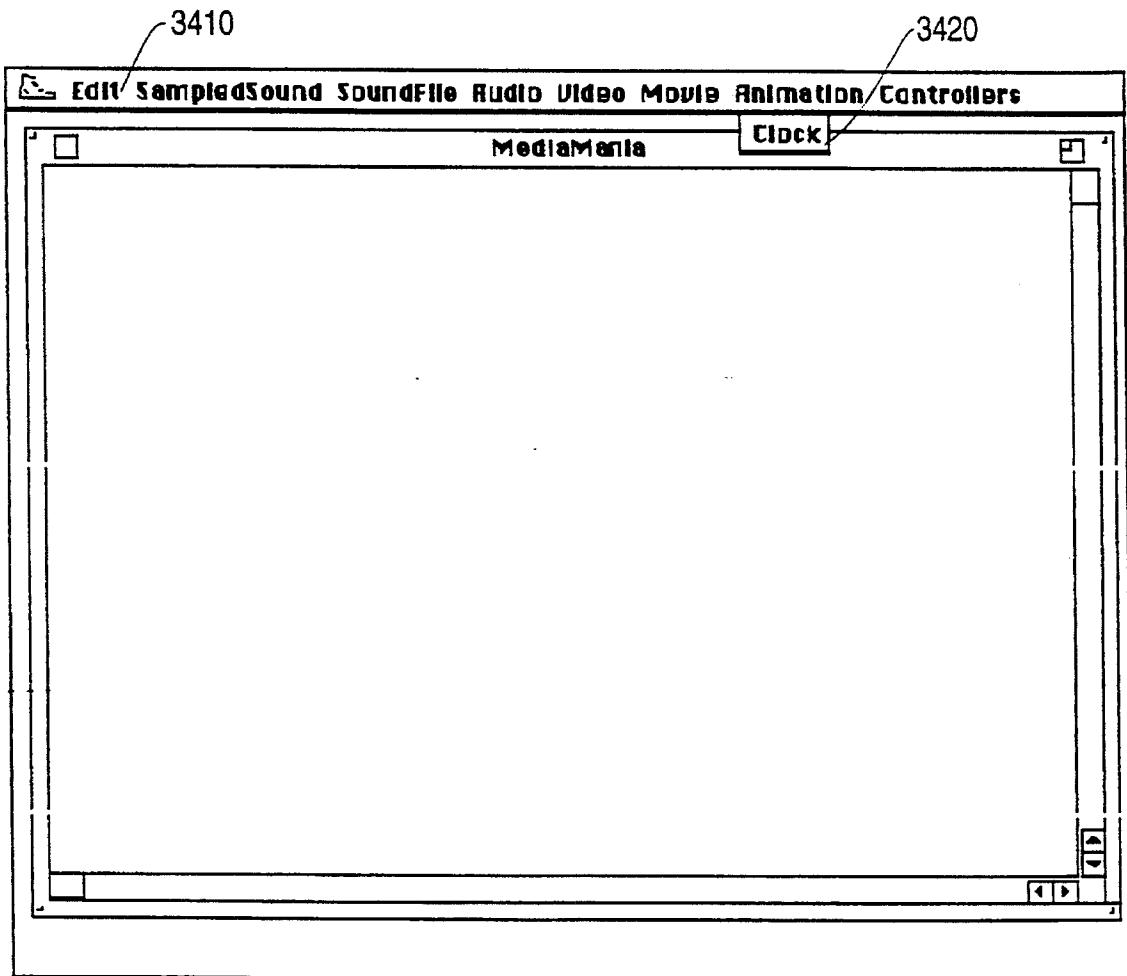 3410
3420
Edit SampledSound SoundFile Audio Video Movie Animation Controllers
Clock
MediaMania